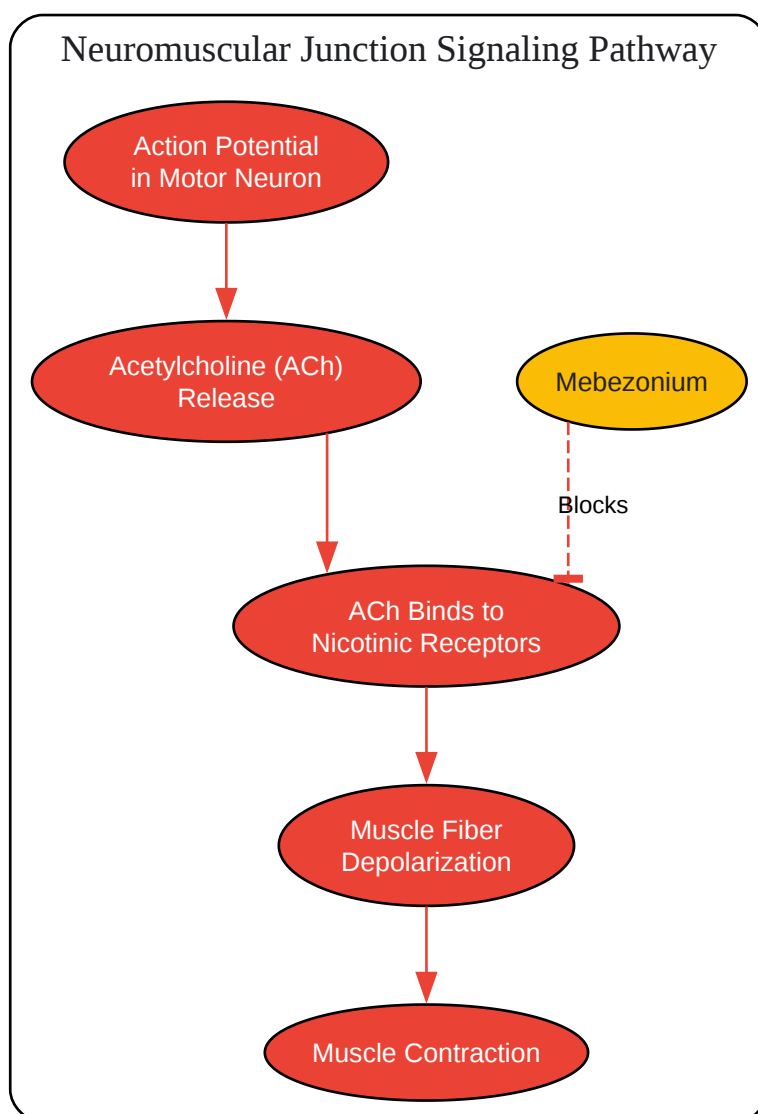 Neuromuscular Junction Signaling Pathway
Action Potential
in Motor Neuron
Acetylcholine (ACh)
Release
Mebezonium
Blocks
ACh Binds to
Nicotinic Receptors
Muscle Fiber
Depolarization
Muscle Contraction